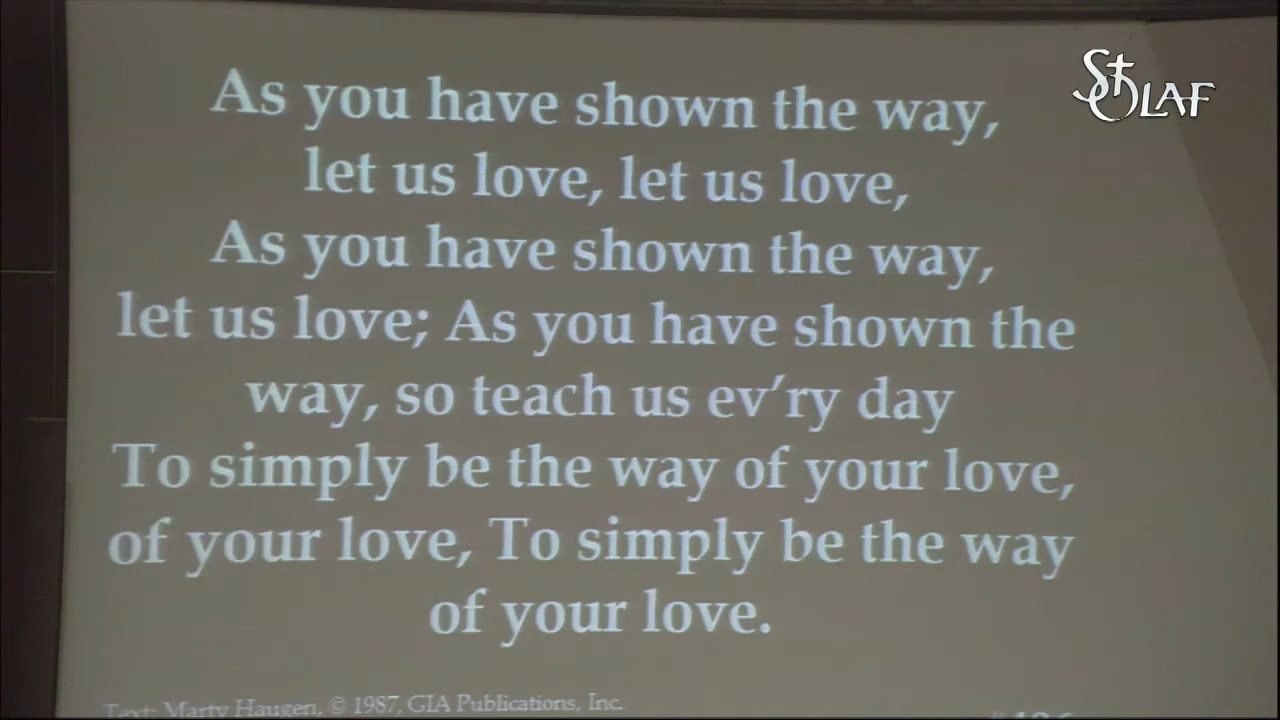 As you have shown the way,
let us love, let us love,
As you have shown the way,
let us love; As you have shown the
way, so teach us ev’ry day
To simply be the way of your love,
of your love, To simply be the way
of your love.
Text: Marty Haugen, © 1987, GIA Publications, Inc.
St OLAF